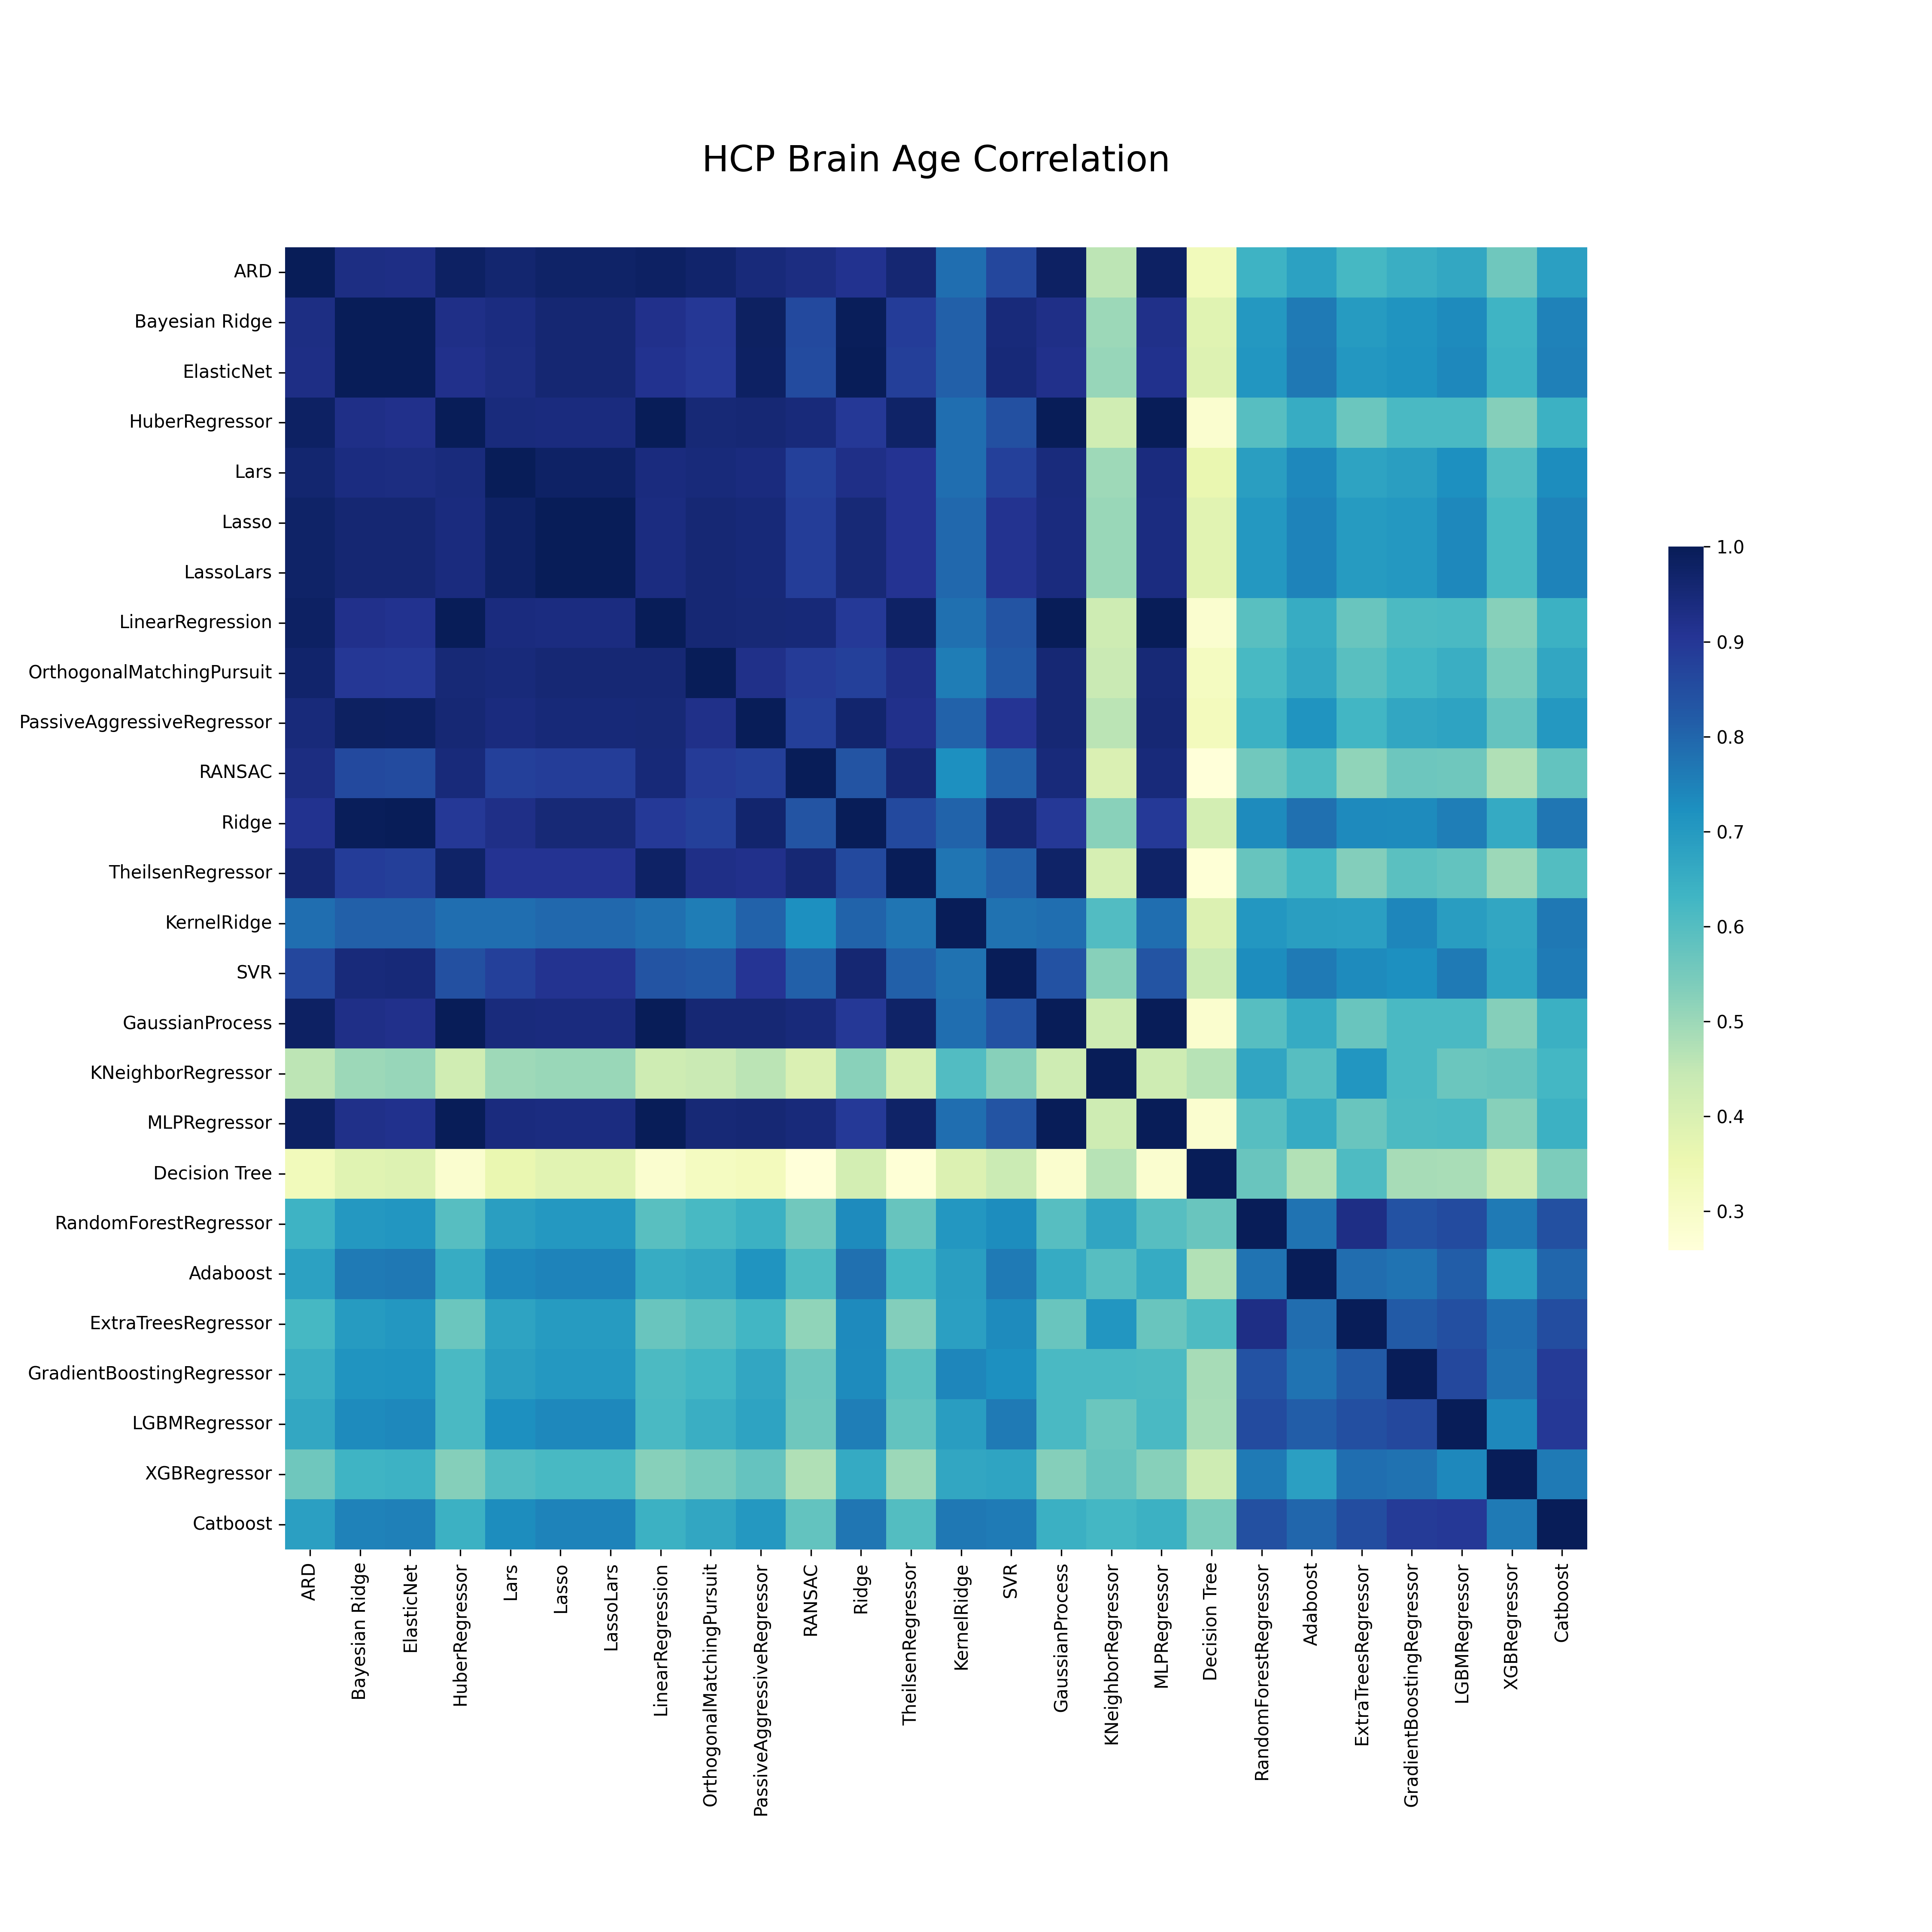 HCP Brain Age Correlation
ARD
Bayesian Ridge
ElasticNet
HuberRegressor
Lars
Lasso
LassoLars
LinearRegression
OrthogonalMatchingPursuit
PassiveAggressiveRegressor
RANSAC
Ridge
TheilsenRegressor
KernelRidge
SVR
GaussianProcess
KNeighborRegressor
MLPRegressor
Decision Tree
RandomForestRegressor
Adaboost
ExtraTreesRegressor
GradientBoostingRegressor
LGBMRegressor
XGBRegressor
Catboost
ARD
Bayesian Ridge
ElasticNet
HuberRegressor
Lars
Lasso
LassoLars
LinearRegression
OrthogonalMatchingPursuit
PassiveAggressiveRegressor
RANSAC
Ridge
TheilsenRegressor
KernelRidge
SVR
GaussianProcess
KNeighborRegressor
MLPRegressor
Decision Tree
RandomForestRegressor
Adaboost
ExtraTreesRegressor
GradientBoostingRegressor
LGBMRegressor
XGBRegressor
Catboost
1.0
0.9
0.8
0.7
0.6
0.5
0.4
0.3